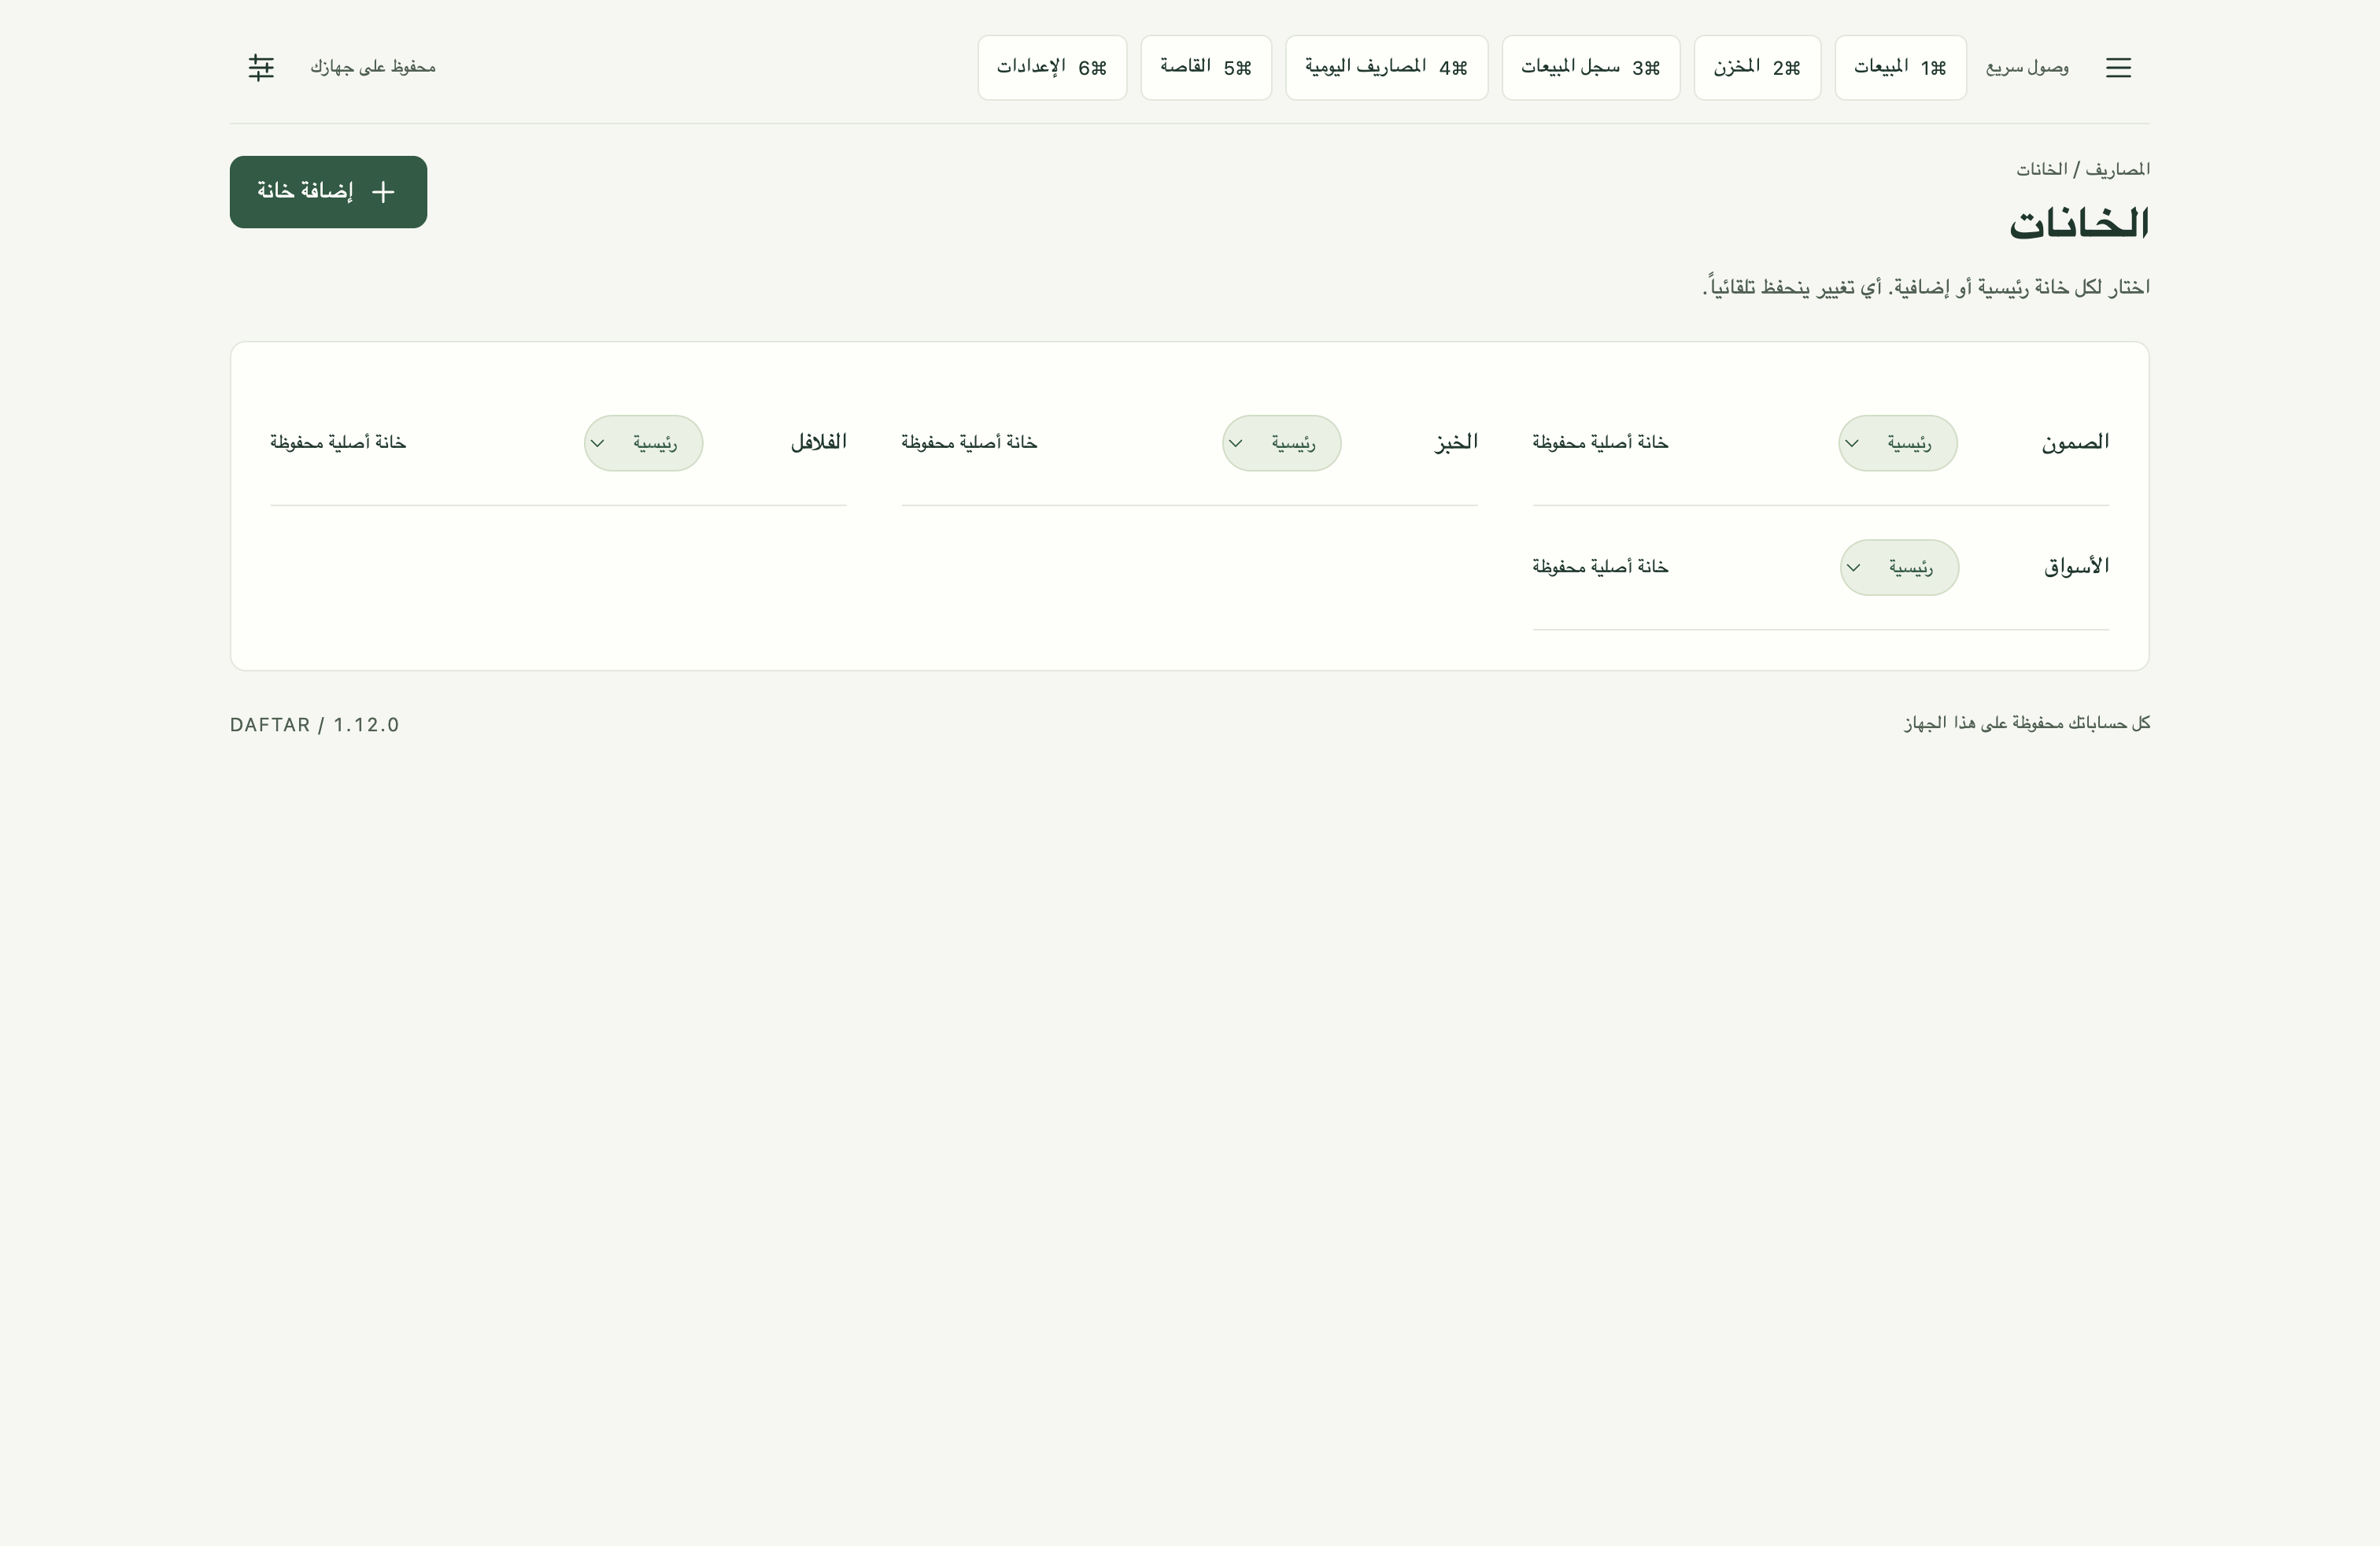 وصول سريع
⌘1 المبيعات
⌘2 المخزن
⌘3 سجل المبيعات
⌘4 المصاريف اليومية
⌘5 القاصة
⌘6 الإعدادات
محفوظ على جهازك
المصاريف / الخانات
الخانات
اختار لكل خانة رئيسية أو إضافية. أي تغيير ينحفظ تلقائياً.
إضافة خانة
الصمون رئيسية خانة أصلية محفوظة
الخبز رئيسية خانة أصلية محفوظة
الفلافل رئيسية خانة أصلية محفوظة
الأسواق رئيسية خانة أصلية محفوظة
كل حساباتك محفوظة على هذا الجهاز
DAFTAR / 1.12.0